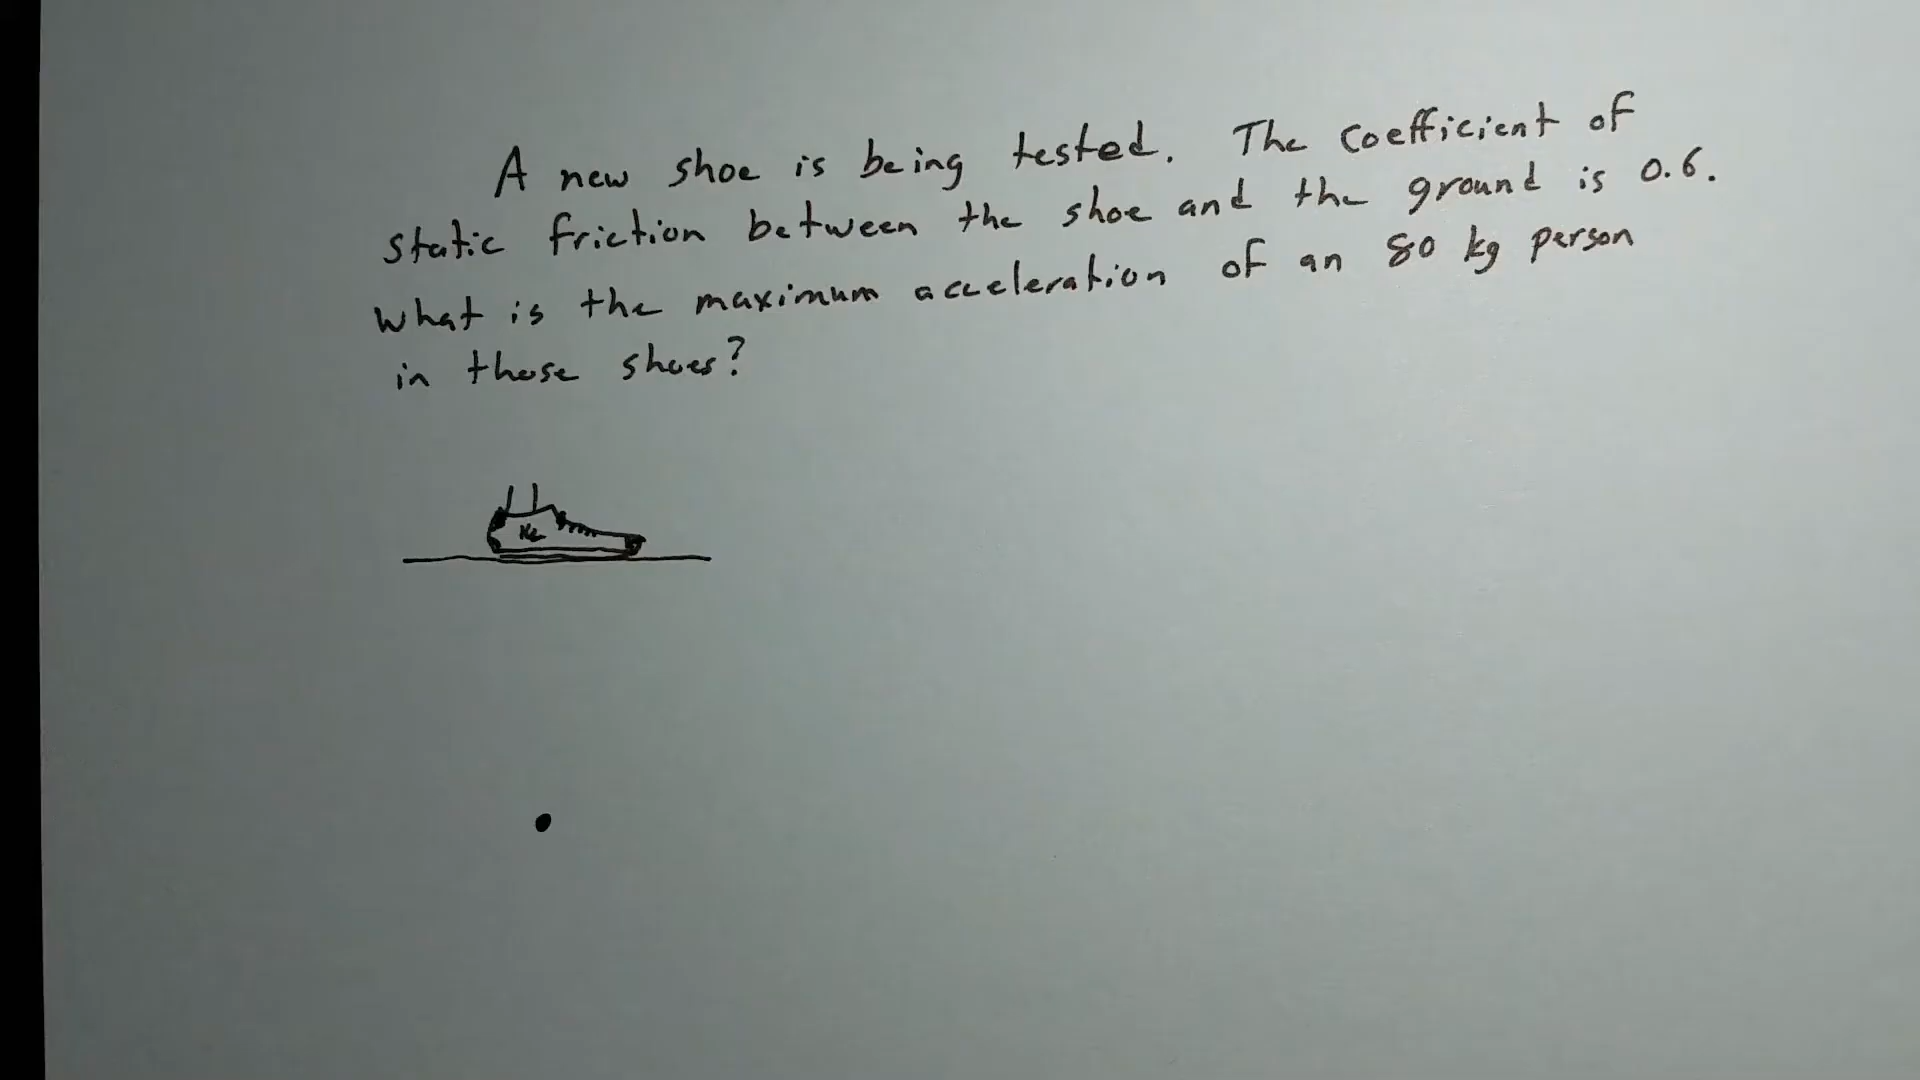 A new shoe is being tested. The coefficient of
static friction between the shoe and the ground is 0.6.
What is the maximum acceleration of an 80 kg person
in those shoes?